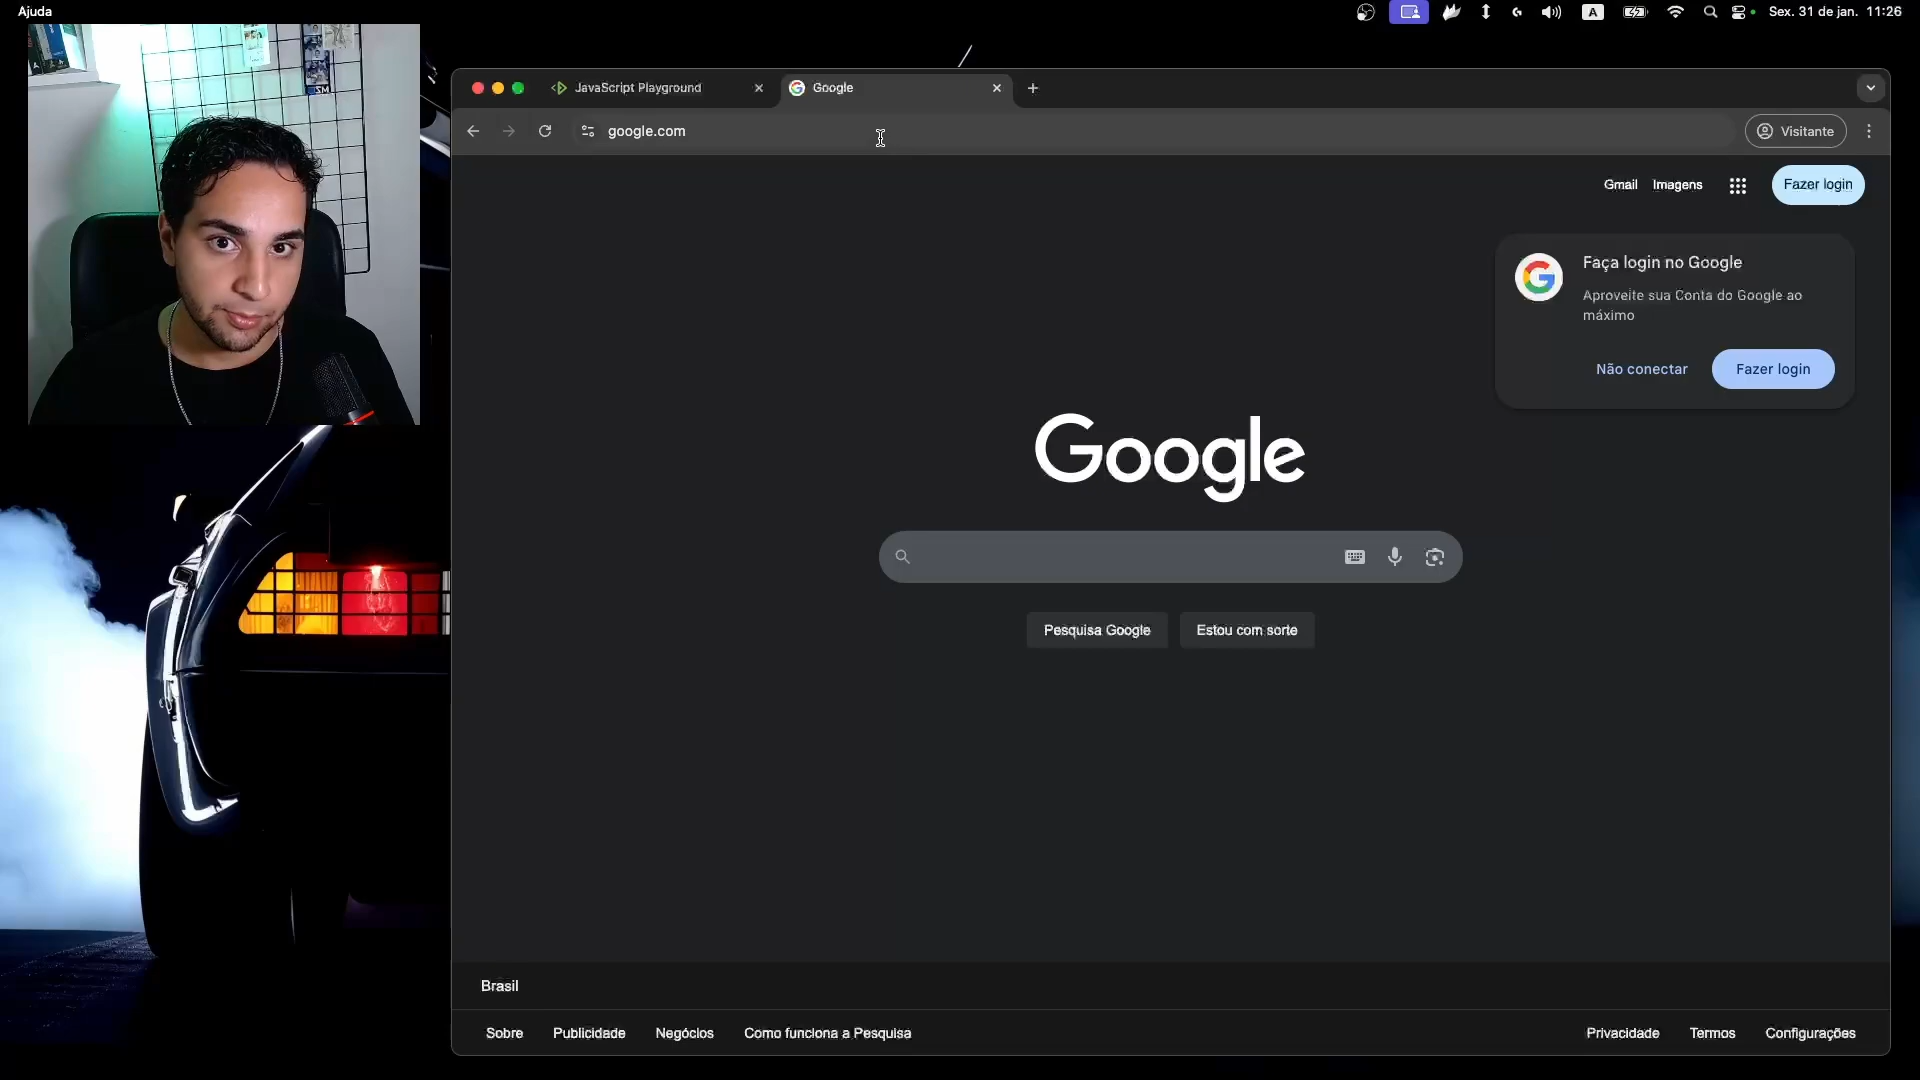 Ajuda
A
Sex. 31 de jan. 11:26
SM
JavaScript Playground
Google
google.com
Visitante
Gmail
Imagens
Fazer login
Faça login no Google
Aproveite sua Conta do Google ao
máximo
Não conectar
Fazer login
Google
Pesquisa Google
Estou com sorte
Brasil
Sobre
Publicidade
Negócios
Como funciona a Pesquisa
Privacidade
Termos
Configurações